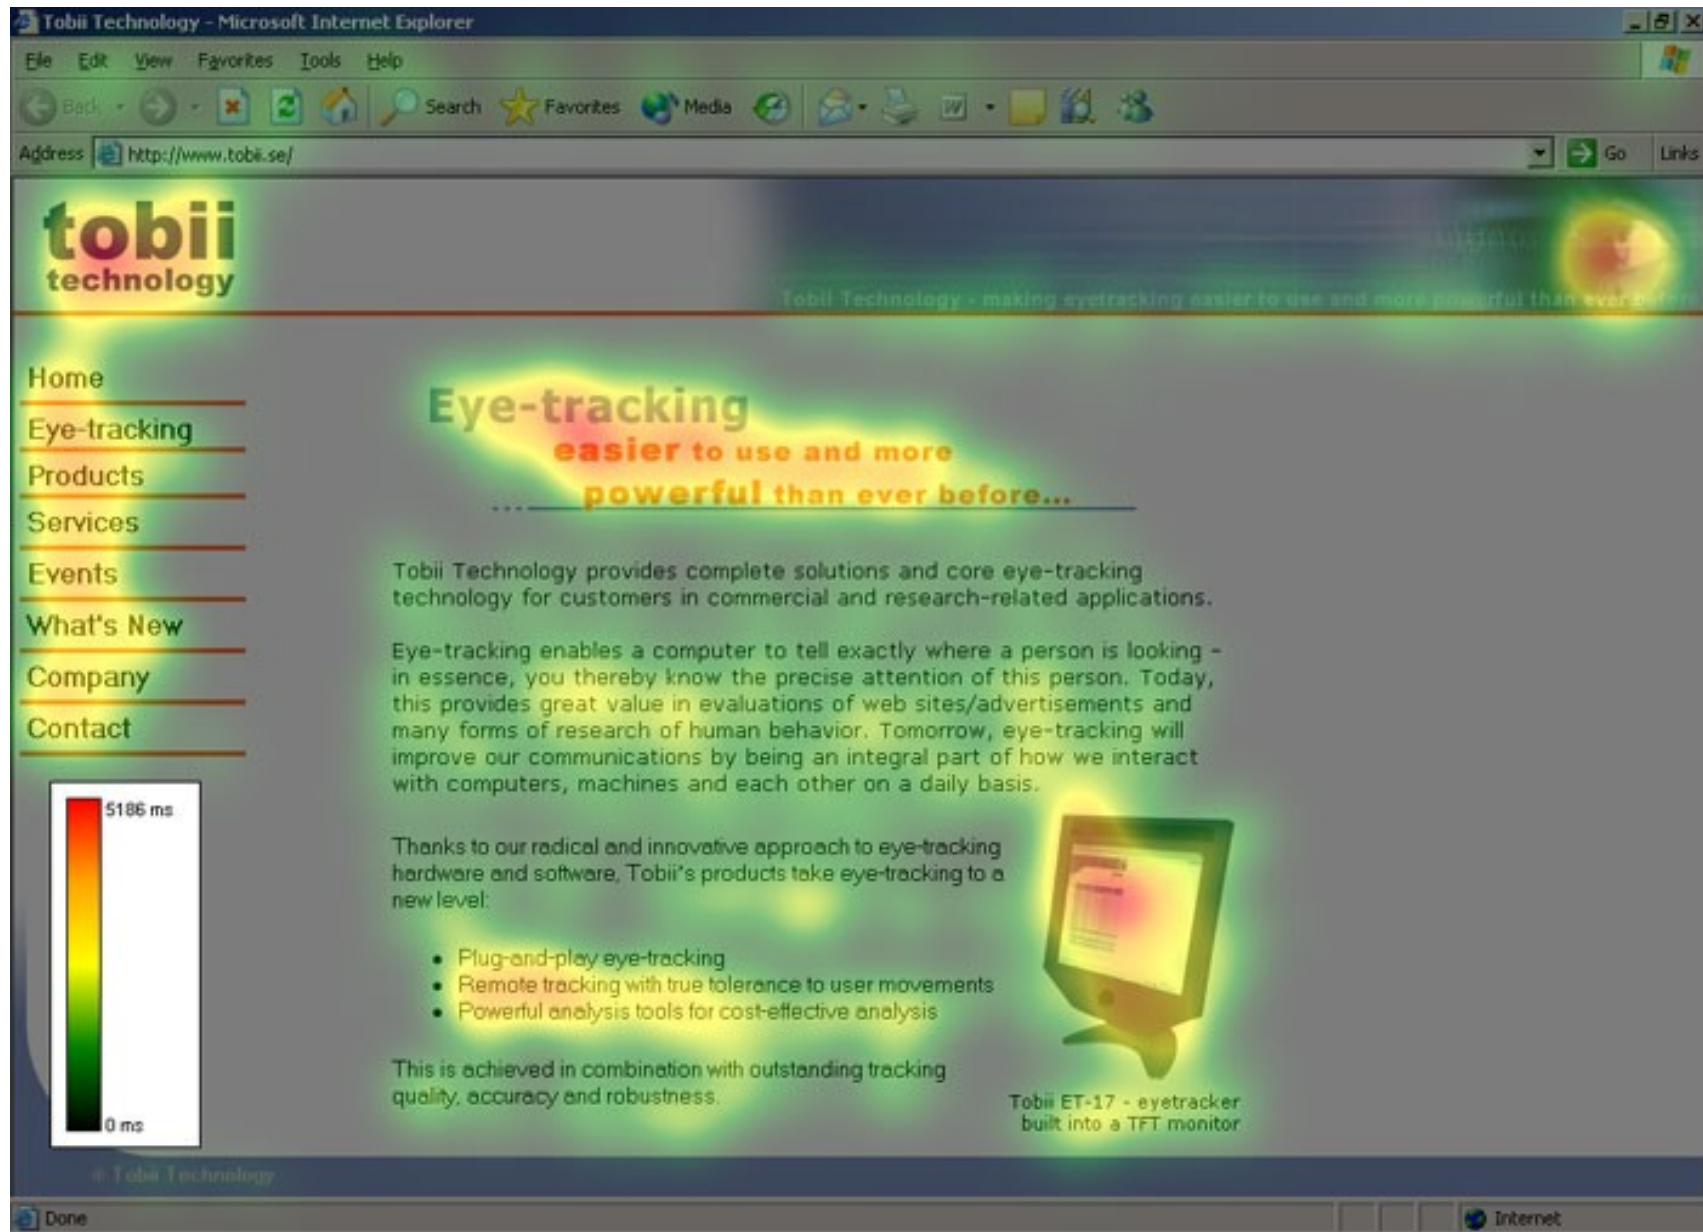 Tobii Technology - Microsoft Internet Explorer
File Edit View Favorites Tools Help
Back Search Favorites Media
Address http://www.tobii.se/ Go Links
tobii
technology
Tobii Technology - making eyetracking easier to use and more powerful than ever before
Home
Eye-tracking
Products
Services
Events
What's New
Company
Contact
5186 ms
0 ms
Eye-tracking
easier to use and more
powerful than ever before...
Tobii Technology provides complete solutions and core eye-tracking
technology for customers in commercial and research-related applications.
Eye-tracking enables a computer to tell exactly where a person is looking -
in essence, you thereby know the precise attention of this person. Today,
this provides great value in evaluations of web sites/advertisements and
many forms of research of human behavior. Tomorrow, eye-tracking will
improve our communications by being an integral part of how we interact
with computers, machines and each other on a daily basis.
Thanks to our radical and innovative approach to eye-tracking
hardware and software, Tobii's products take eye-tracking to a
new level:
• Plug-and-play eye-tracking
• Remote tracking with true tolerance to user movements
• Powerful analysis tools for cost-effective analysis
This is achieved in combination with outstanding tracking
quality, accuracy and robustness.
Tobii ET-17 - eyetracker
built into a TFT monitor
© Tobii Technology
Done Internet